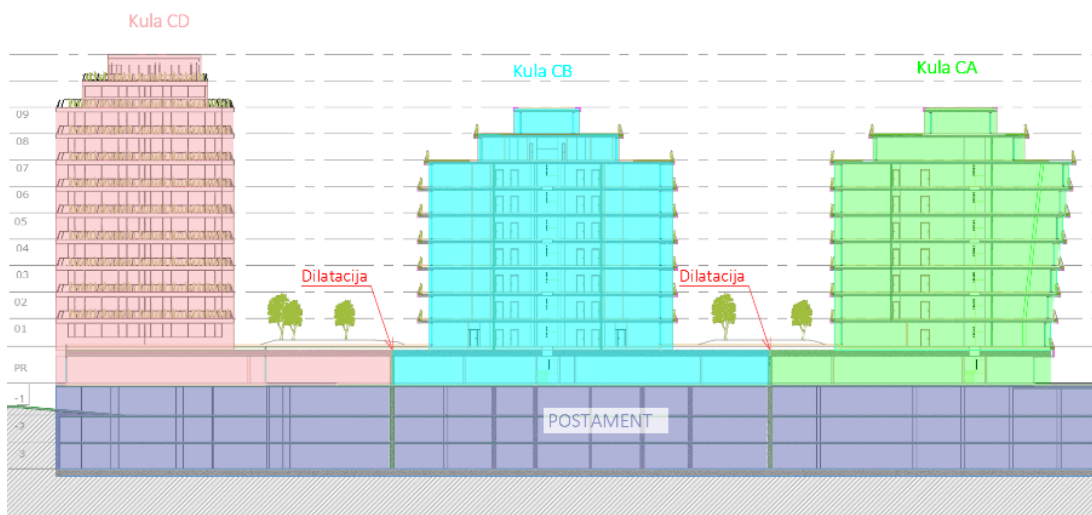 Kula CD
Kula CB
Kula CA
09
08
07
06
05
04
03
Dilatacija
Dilatacija
02
01
PR
-1
POSTAMENT
-2